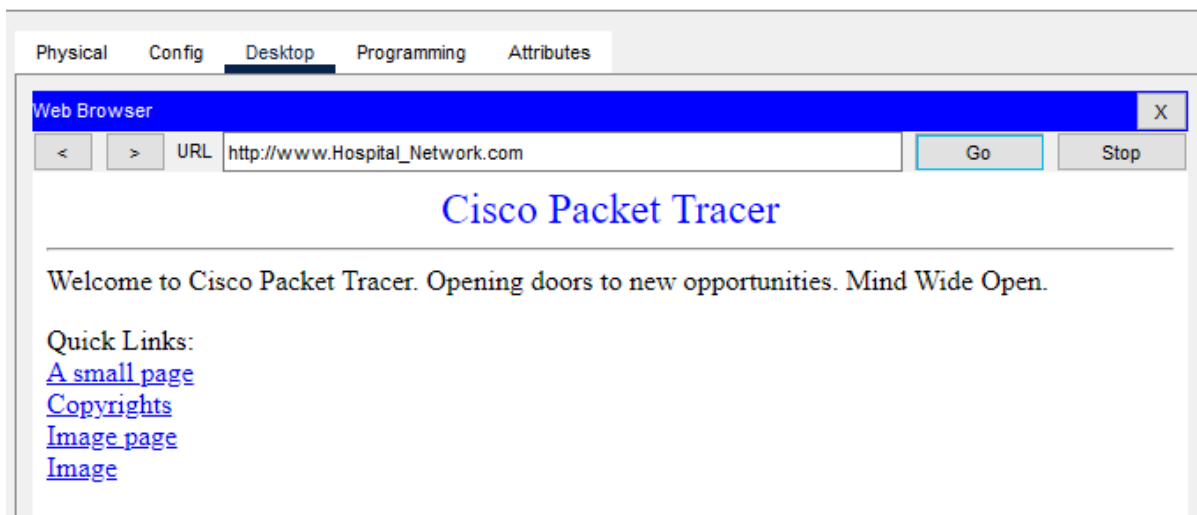 Physical Config Desktop Programming Attributes
Web Browser X
< > URL http://www.Hospital_Network.com Go Stop
Cisco Packet Tracer
Welcome to Cisco Packet Tracer. Opening doors to new opportunities. Mind Wide Open.
Quick Links:
A small page
Copyrights
Image page
Image